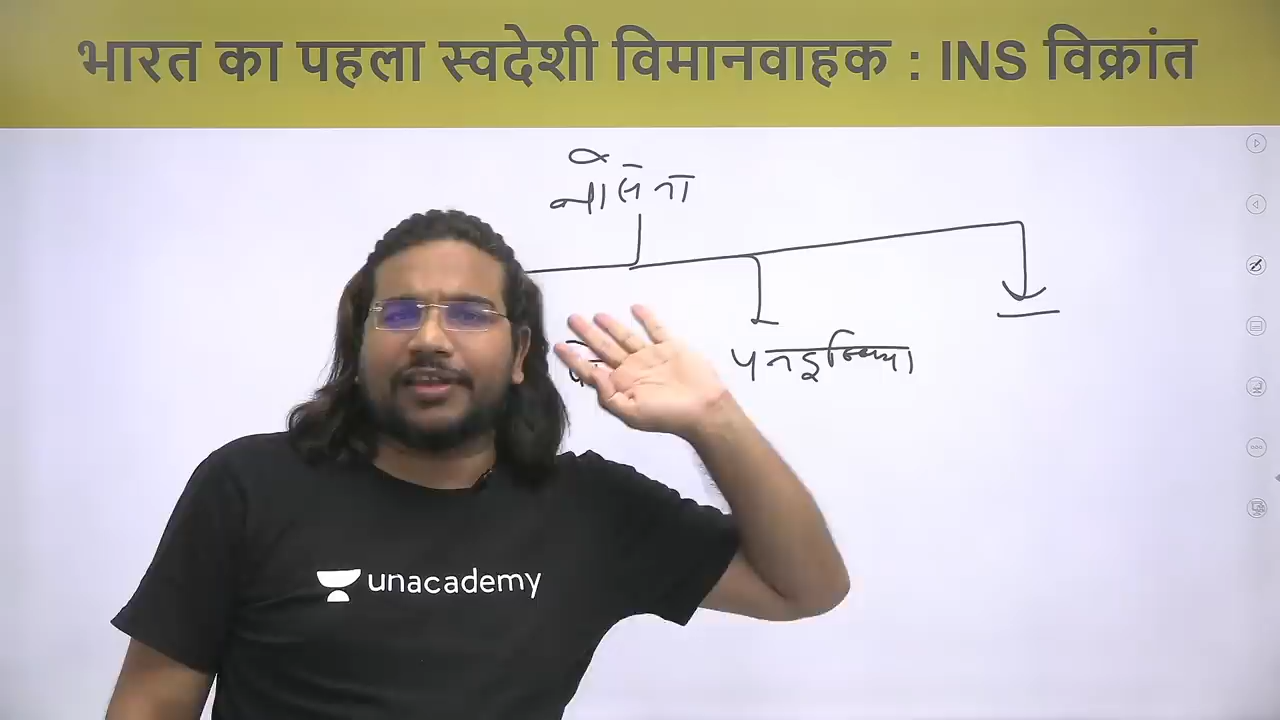 भारत का पहला स्वदेशी विमानवाहक : INS विक्रांत
नौसेना
पनडुब्बिया
unacademy